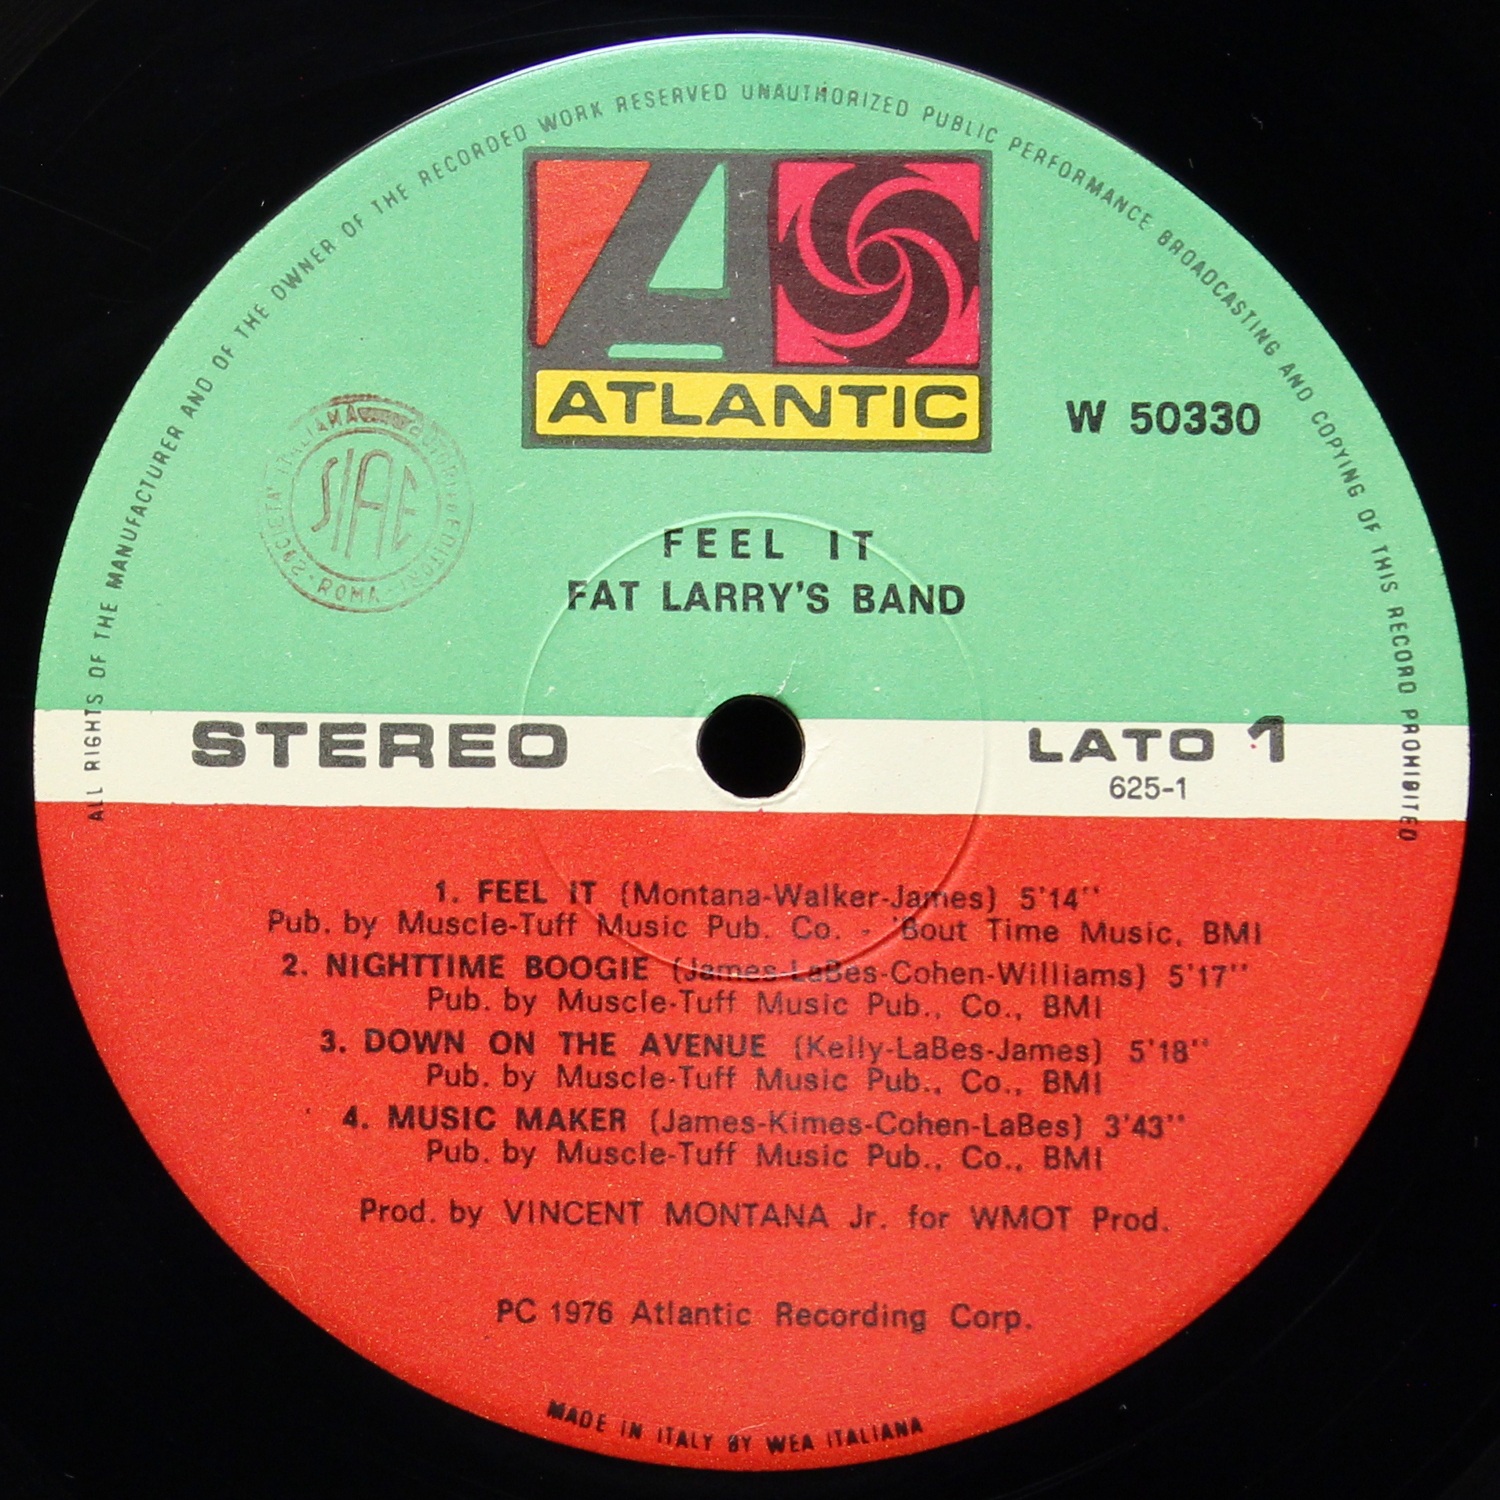 ALL RIGHTS OF THE MANUFACTURER AND OF THE OWNER OF THE RECORDED WORK RESERVED UNAUTHORIZED PUBLIC PERFORMANCE BROADCASTING AND COPYING OF THIS RECORD PROHIBITED
ATLANTIC
W 50330
SOCIETA' ITALIANA EDITORI
SIAE
ROMA
FEEL IT
FAT LARRY'S BAND
STEREO
LATO 1
625-1
1. FEEL IT (Montana-Walker-James) 5'14''
Pub. by Muscle-Tuff Music Pub. Co. - 'Bout Time Music. BMI
2. NIGHTTIME BOOGIE (James-LaBes-Cohen-Williams) 5'17''
Pub. by Muscle-Tuff Music Pub., Co., BMI
3. DOWN ON THE AVENUE (Kelly-LaBes-James) 5'18''
Pub. by Muscle-Tuff Music Pub., Co., BMI
4. MUSIC MAKER (James-Kimes-Cohen-LaBes) 3'43''
Pub. by Muscle-Tuff Music Pub., Co., BMI
Prod. by VINCENT MONTANA Jr. for WMOT Prod.
PC 1976 Atlantic Recording Corp.
MADE IN ITALY BY WEA ITALIANA